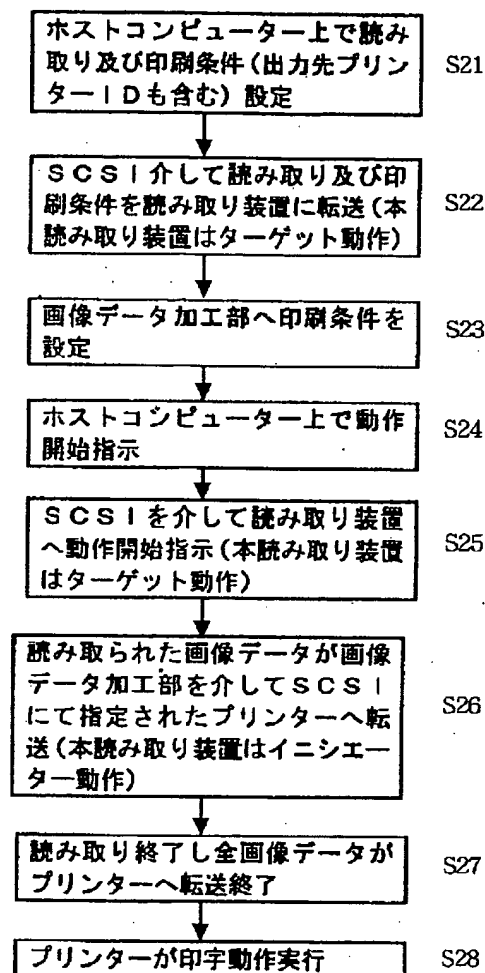 ホストコンピューター上で読み
取り及び印刷条件(出力先プリン
ターIDも含む)設定
S21
SCSI介して読み取り及び印
刷条件を読み取り装置に転送(本
読み取り装置はターゲット動作)
S22
画像データ加工部へ印刷条件を
設定
S23
ホストコンピューター上で動作
開始指示
S24
SCSIを介して読み取り装置
へ動作開始指示(本読み取り装置
はターゲット動作)
S25
読み取られた画像データが画像
データ加工部を介してSCSI
にて指定されたプリンターへ転
送(本読み取り装置はイニシエー
ター動作)
S26
読み取り終了し全画像データが
プリンターへ転送終了
S27
プリンターが印字動作実行
S28